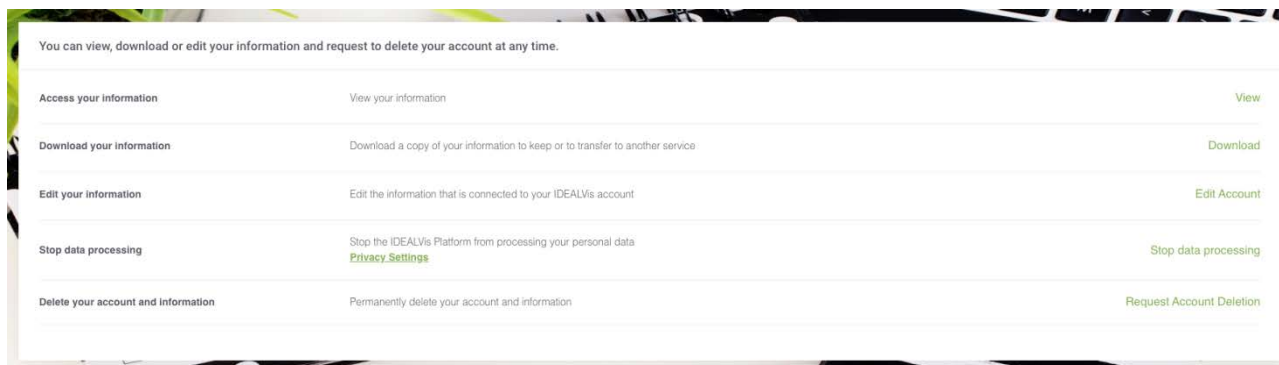 You can view, download or edit your information and request to delete your account at any time.
Access your information View your information View
Download your information Download a copy of your information to keep or to transfer to another service Download
Edit your information Edit the information that is connected to your IDEALVis account Edit Account
Stop data processing Stop the IDEALVis Platform from processing your personal data Stop data processing
Privacy Settings
Delete your account and information Permanently delete your account and information Request Account Deletion